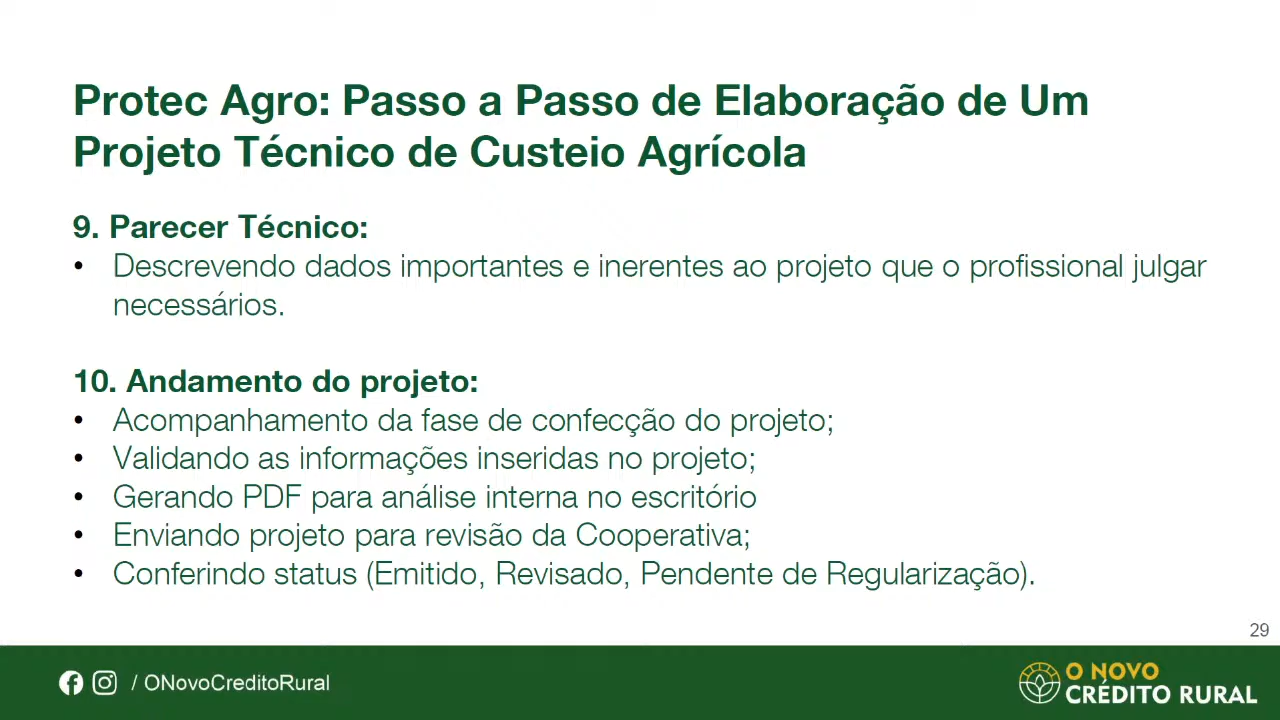 Protec Agro: Passo a Passo de Elaboração de Um
Projeto Técnico de Custeio Agrícola
9. Parecer Técnico:
• Descrevendo dados importantes e inerentes ao projeto que o profissional julgar
necessários.
10. Andamento do projeto:
• Acompanhamento da fase de confecção do projeto;
• Validando as informações inseridas no projeto;
• Gerando PDF para análise interna no escritório
• Enviando projeto para revisão da Cooperativa;
• Conferindo status (Emitido, Revisado, Pendente de Regularização).
29
/ ONovoCreditoRural
O NOVO
CRÉDITO RURAL